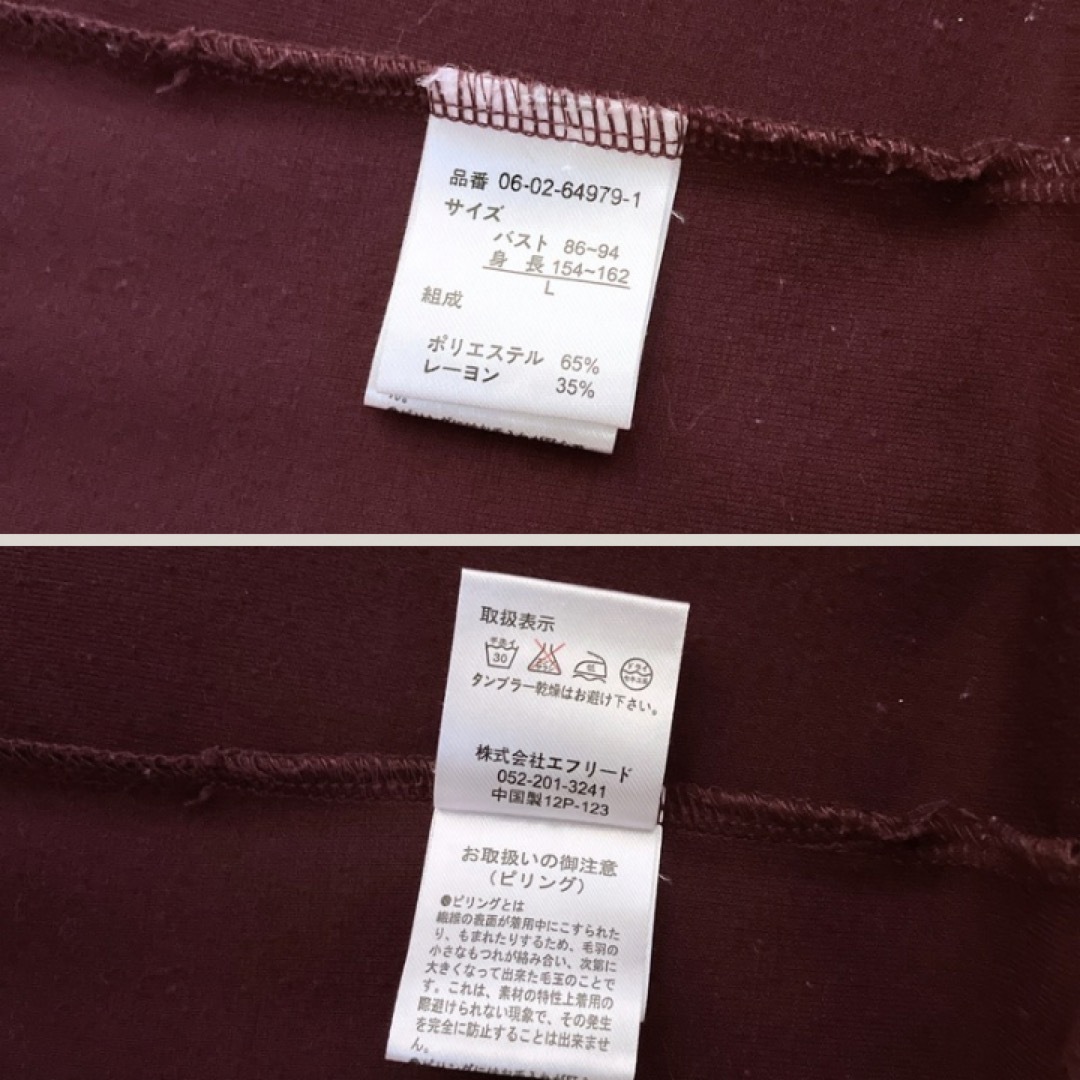 品番 06-02-64979-1
サイズ
バスト 86~94
身 長 154~162
L
組成
ポリエステル 65%
レーヨン 35%
取扱表示
手洗イ
30
低
ドライ
タンブラー乾燥はお避け下さい。
株式会社エフリード
052-201-3241
中国製12P-123
お取扱いの御注意
(ピリング)
●ピリングとは
繊維の表面が着用中にこすられた
り、もまれたりするため、毛羽の
小さなもつれが絡み合い、次第に
大きくなって出来た毛玉のことで
す。これは、素材の特性上着用の
際避けられない現象で、その発生
を完全に防止することは出来ませ
ん。